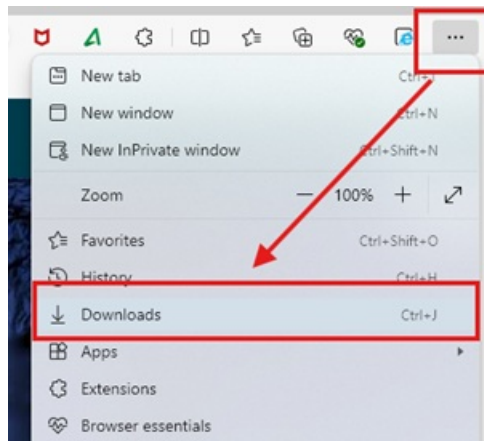 New tab Ctrl+T
New window Ctrl+N
New InPrivate window Ctrl+Shift+N
Zoom — 100% +
Favorites Ctrl+Shift+O
History Ctrl+H
Downloads Ctrl+J
Apps
Extensions
Browser essentials